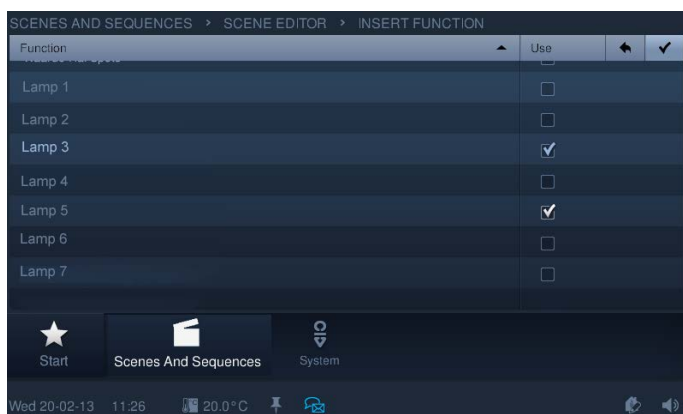 SCENES AND SEQUENCES > SCENE EDITOR > INSERT FUNCTION
Function Use
Lamp 1
Lamp 2
Lamp 3
Lamp 4
Lamp 5
Lamp 6
Lamp 7
Start Scenes And Sequences System
Wed 20-02-13 11:26 20.0°C